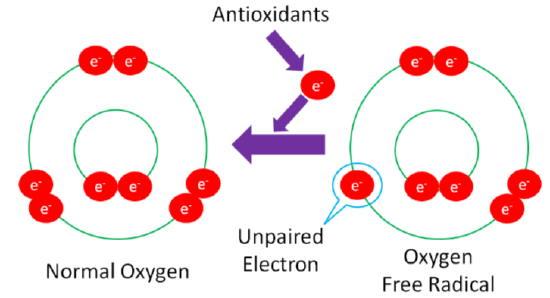 Antioxidants
e⁻ e⁻
e⁻
e⁻ e⁻
e⁻
e⁻
e⁻ e⁻
e⁻
e⁻
e⁻
e⁻ e⁻
e⁻
e⁻
Unpaired
Electron
Normal Oxygen
Oxygen
Free Radical